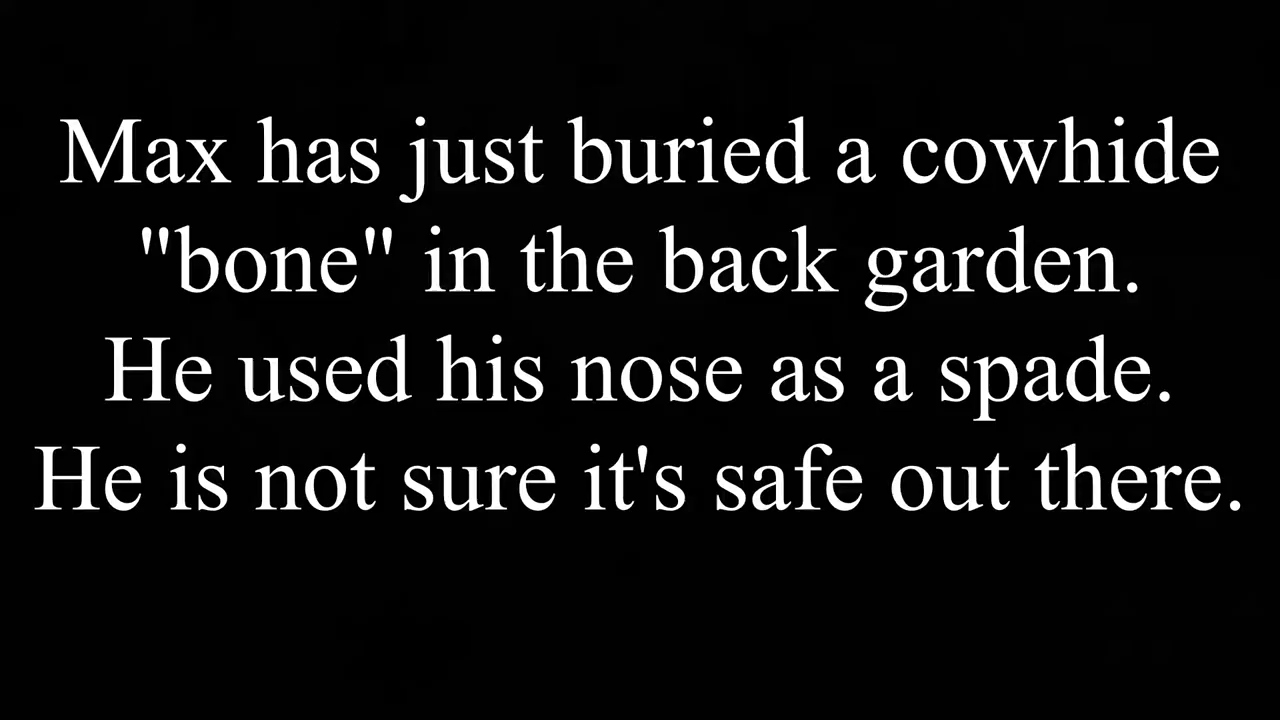 Max has just buried a cowhide
"bone" in the back garden.
He used his nose as a spade.
He is not sure it's safe out there.